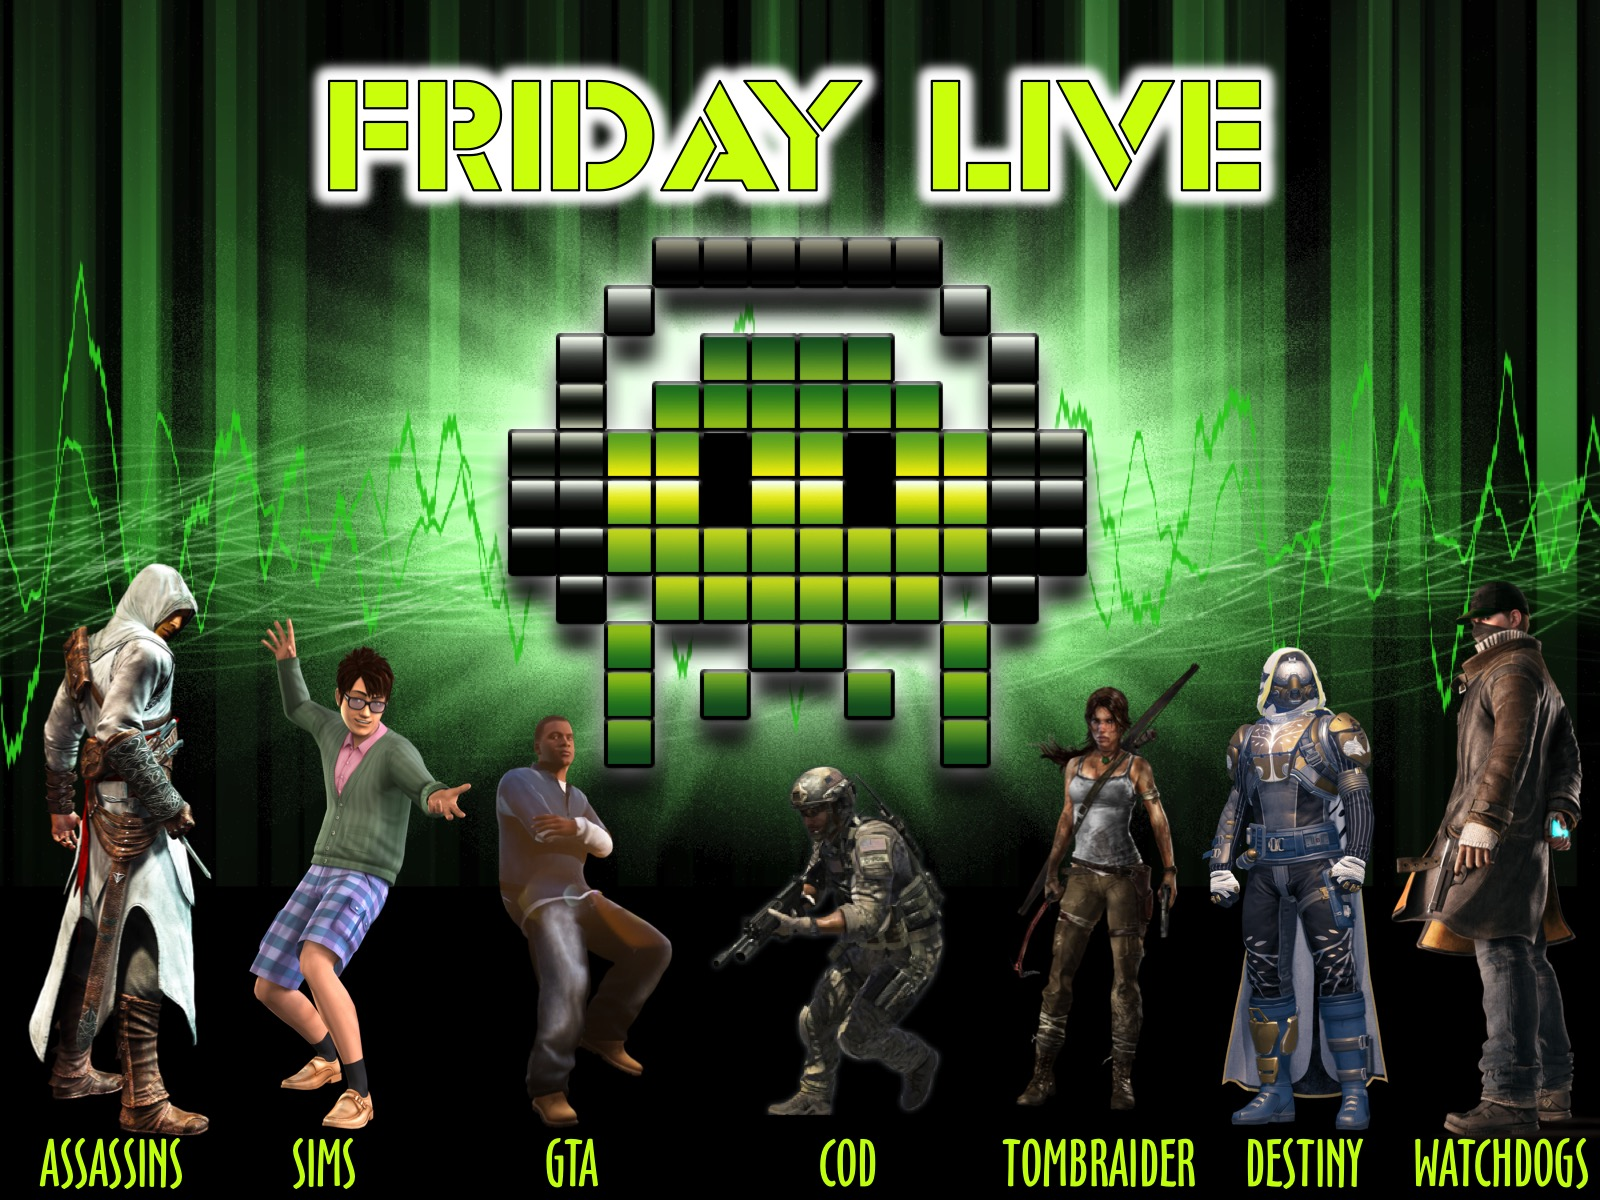 FRIDAY LIVE
ASSASSINS SIMS GTA COD TOMBRAIDER DESTINY WATCHDOGS